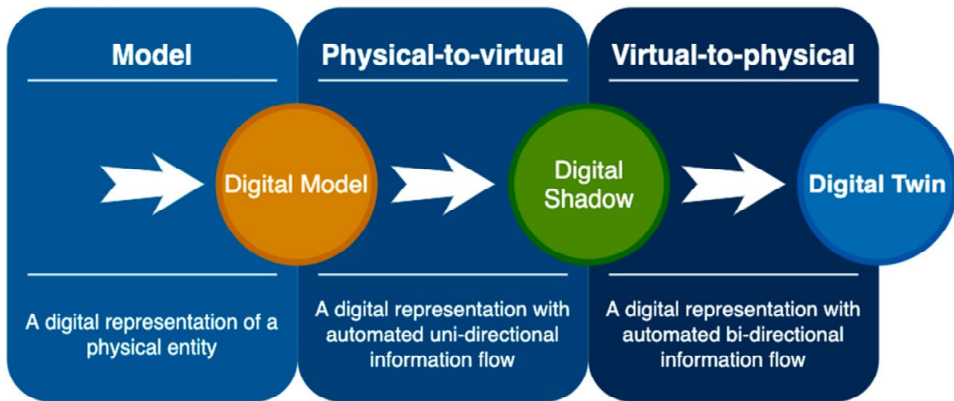 Model
Physical-to-virtual
Virtual-to-physical
Digital Model
Digital
Shadow
Digital Twin
A digital representation of a
physical entity
A digital representation with
automated uni-directional
information flow
A digital representation with
automated bi-directional
information flow